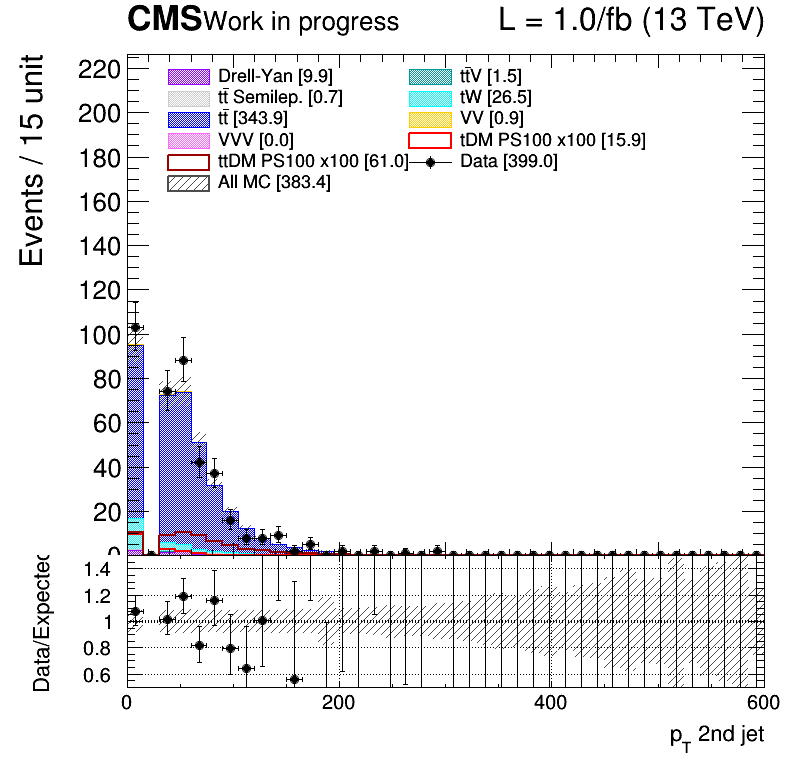 CMS Work in progress L = 1.0/fb (13 TeV)
Events / 15 unit
220
200
180
160
140
120
100
80
60
40
20
0
Drell-Yan [9.9]
tt̄ Semilep. [0.7]
tt̄ [343.9]
VVV [0.0]
ttDM PS100 x100 [61.0]
All MC [383.4]
tt̄V [1.5]
tW [26.5]
VV [0.9]
tDM PS100 x100 [15.9]
Data [399.0]
Data/Expected
1.4
1.2
1
0.8
0.6
0 200 400 600
p_T 2nd jet